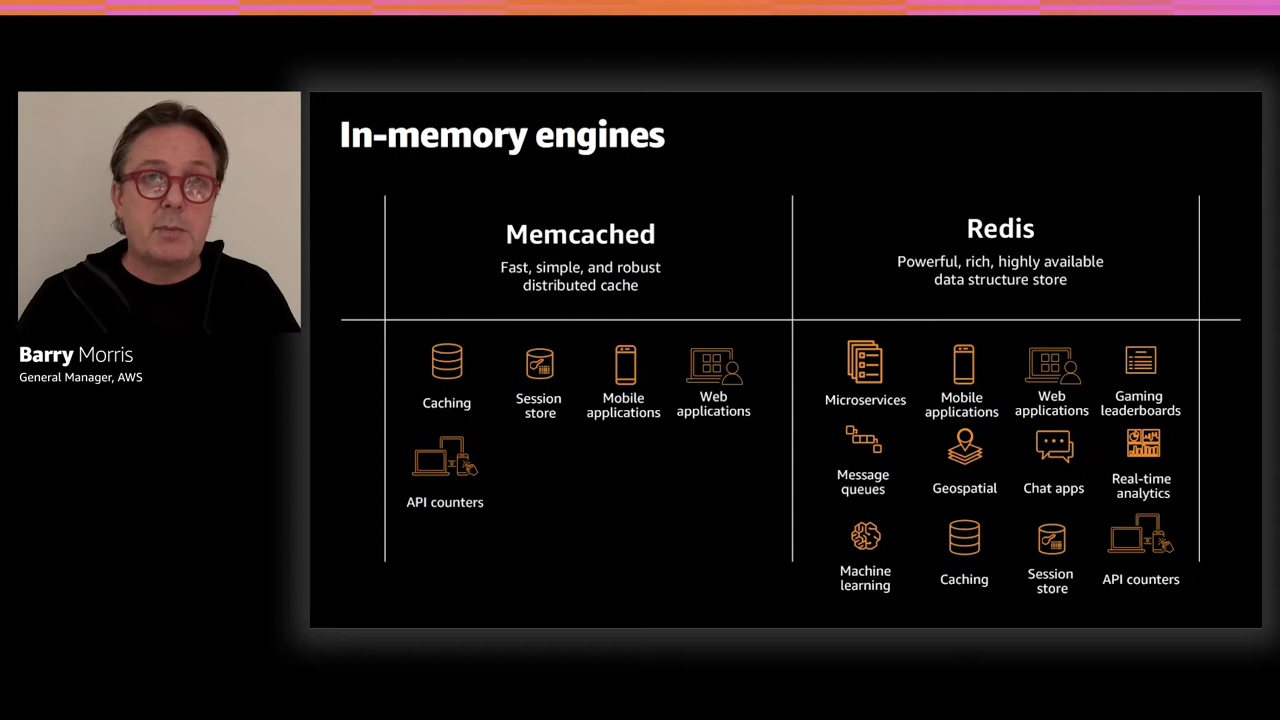 In-memory engines
Memcached
Fast, simple, and robust
distributed cache
Redis
Powerful, rich, highly available
data structure store
Barry Morris
General Manager, AWS
Caching
Session
store
Mobile
applications
Web
applications
API counters
Microservices
Mobile
applications
Web
applications
Gaming
leaderboards
Message
queues
Geospatial
Chat apps
Real-time
analytics
Machine
learning
Caching
Session
store
API counters